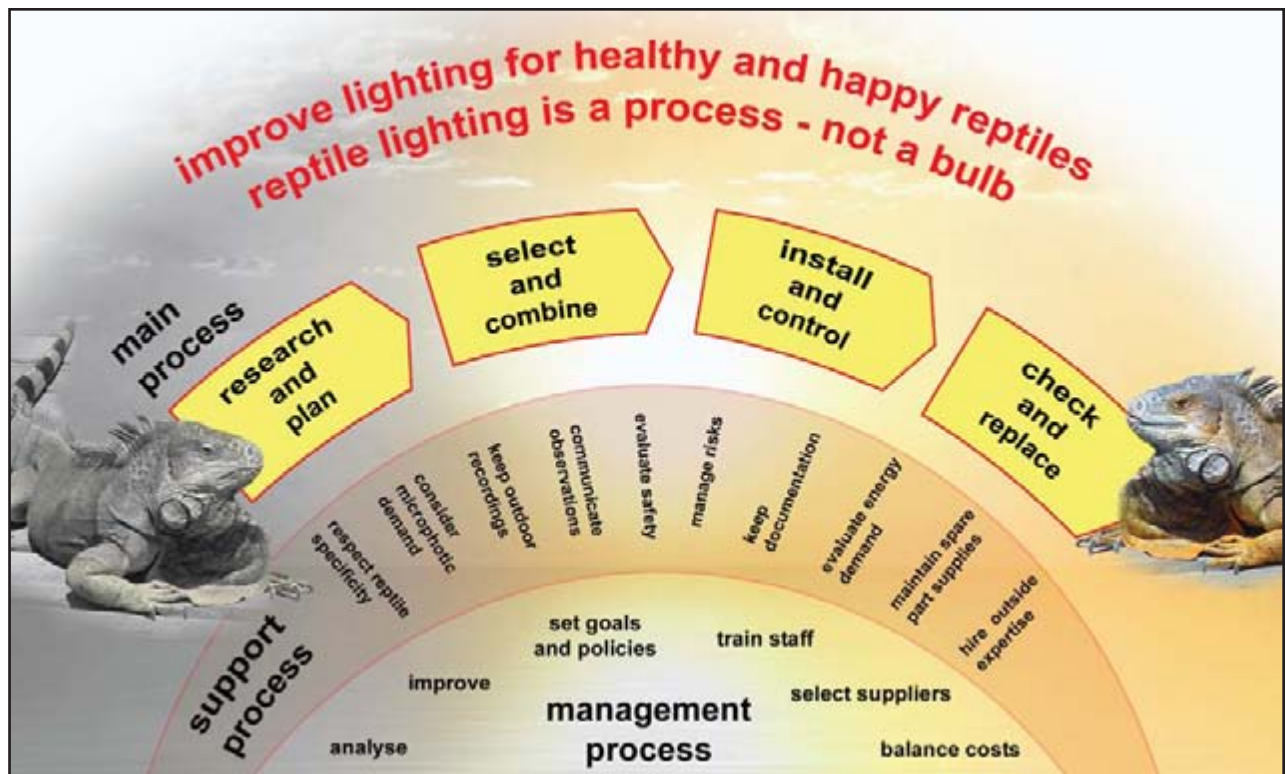 improve lighting for healthy and happy reptiles
reptile lighting is a process - not a bulb
main
process
research
and
plan
select
and
combine
install
and
control
check
and
replace
support
process
respect reptile
specificity
consider
microphotic
demand
keep outdoor
recordings
communicate
observations
evaluate safety
manage risks
keep
documentation
evaluate energy
demand
maintain spare
part supplies
hire outside
expertise
management
process
analyse
improve
set goals
and policies
train staff
select suppliers
balance costs